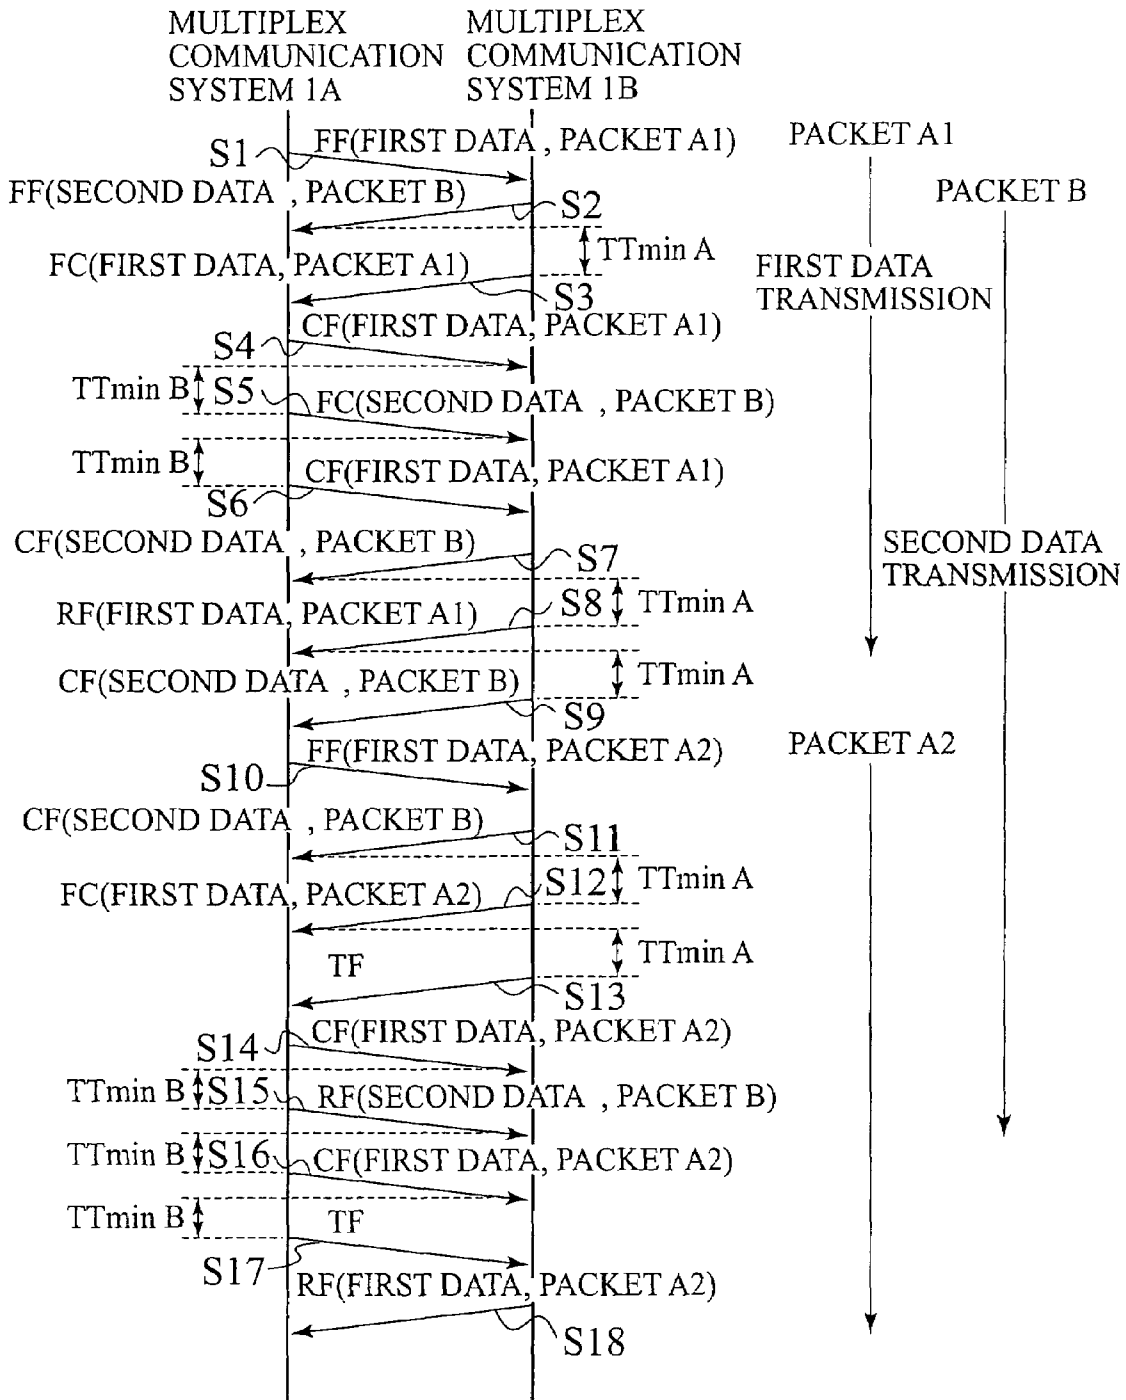 MULTIPLEX
COMMUNICATION
SYSTEM 1A
MULTIPLEX
COMMUNICATION
SYSTEM 1B
S1
FF(FIRST DATA , PACKET A1)
PACKET A1
FF(SECOND DATA , PACKET B)
S2
PACKET B
TTmin A
FC(FIRST DATA, PACKET A1)
S3
FIRST DATA
TRANSMISSION
S4
CF(FIRST DATA, PACKET A1)
TTmin B
S5
FC(SECOND DATA , PACKET B)
TTmin B
CF(FIRST DATA, PACKET A1)
S6
CF(SECOND DATA , PACKET B)
S7
SECOND DATA
TRANSMISSION
RF(FIRST DATA, PACKET A1)
S8
TTmin A
CF(SECOND DATA , PACKET B)
TTmin A
S9
FF(FIRST DATA, PACKET A2)
PACKET A2
S10
CF(SECOND DATA , PACKET B)
S11
FC(FIRST DATA, PACKET A2)
S12
TTmin A
TF
TTmin A
S13
S14
CF(FIRST DATA, PACKET A2)
TTmin B
S15
RF(SECOND DATA , PACKET B)
TTmin B
S16
CF(FIRST DATA, PACKET A2)
TTmin B
TF
S17
RF(FIRST DATA, PACKET A2)
S18